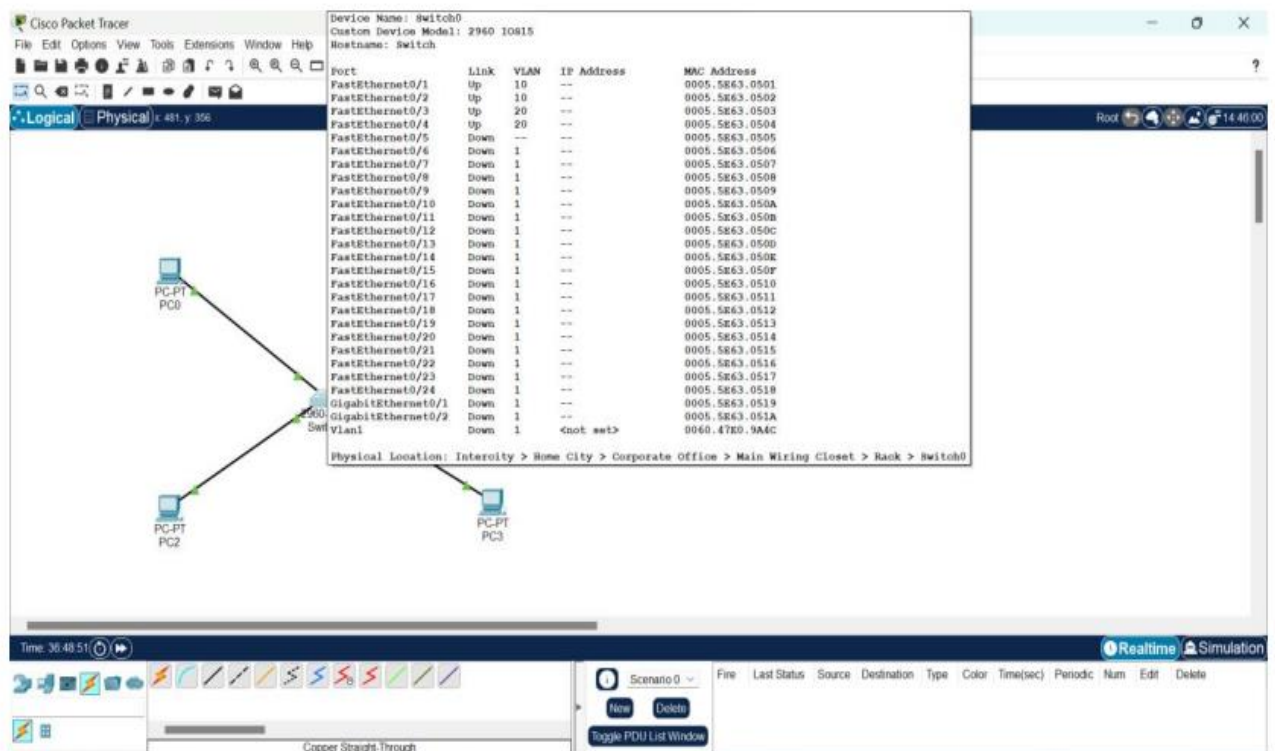 Cisco Packet Tracer
File Edit Options View Tools Extensions Window Help
Device Name: Switch0
Custom Device Model: 2960 IOS15
Hostname: Switch
Port Link VLAN IP Address MAC Address
FastEthernet0/1 Up 10 -- 0005.5E63.0501
FastEthernet0/2 Up 10 -- 0005.5E63.0502
FastEthernet0/3 Up 20 -- 0005.5E63.0503
FastEthernet0/4 Up 20 -- 0005.5E63.0504
FastEthernet0/5 Down -- -- 0005.5E63.0505
FastEthernet0/6 Down 1 -- 0005.5E63.0506
FastEthernet0/7 Down 1 -- 0005.5E63.0507
FastEthernet0/8 Down 1 -- 0005.5E63.0508
FastEthernet0/9 Down 1 -- 0005.5E63.0509
FastEthernet0/10 Down 1 -- 0005.5E63.050A
FastEthernet0/11 Down 1 -- 0005.5E63.050B
FastEthernet0/12 Down 1 -- 0005.5E63.050C
FastEthernet0/13 Down 1 -- 0005.5E63.050D
FastEthernet0/14 Down 1 -- 0005.5E63.050E
FastEthernet0/15 Down 1 -- 0005.5E63.050F
FastEthernet0/16 Down 1 -- 0005.5E63.0510
FastEthernet0/17 Down 1 -- 0005.5E63.0511
FastEthernet0/18 Down 1 -- 0005.5E63.0512
FastEthernet0/19 Down 1 -- 0005.5E63.0513
FastEthernet0/20 Down 1 -- 0005.5E63.0514
FastEthernet0/21 Down 1 -- 0005.5E63.0515
FastEthernet0/22 Down 1 -- 0005.5E63.0516
FastEthernet0/23 Down 1 -- 0005.5E63.0517
FastEthernet0/24 Down 1 -- 0005.5E63.0518
GigabitEthernet0/1 Down 1 -- 0005.5E63.0519
GigabitEthernet0/2 Down 1 -- 0005.5E63.051A
Vlan1 Down 1 <not set> 0060.47E0.9A4C
Physical Location: Intercity > Home City > Corporate Office > Main Wiring Closet > Rack > Switch0
Logical Physical x: 481, y: 356
Root 14:46:00
PC-PT
PC0
PC-PT
PC2
PC-PT
PC3
Time: 36:48:51
Realtime Simulation
Scenario 0
New Delete
Toggle PDU List Window
Fire Last Status Source Destination Type Color Time(sec) Periodic Num Edit Delete
Copper Straight-Through